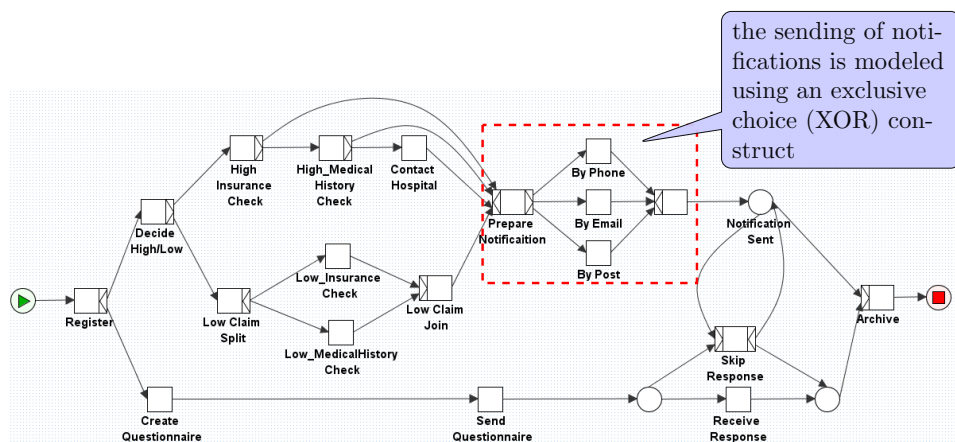 the sending of noti-
fications is modeled
using an exclusive
choice (XOR) con-
struct
High
Insurance
Check
High_Medical
History
Check
Contact
Hospital
By Phone
Decide
High/Low
Prepare
Notificaition
By Email
Notification
Sent
By Post
Low_Insurance
Check
Register
Low Claim
Split
Low Claim
Join
Archive
Low_MedicalHistory
Check
Skip
Response
Create
Questionnaire
Send
Questionnaire
Receive
Response